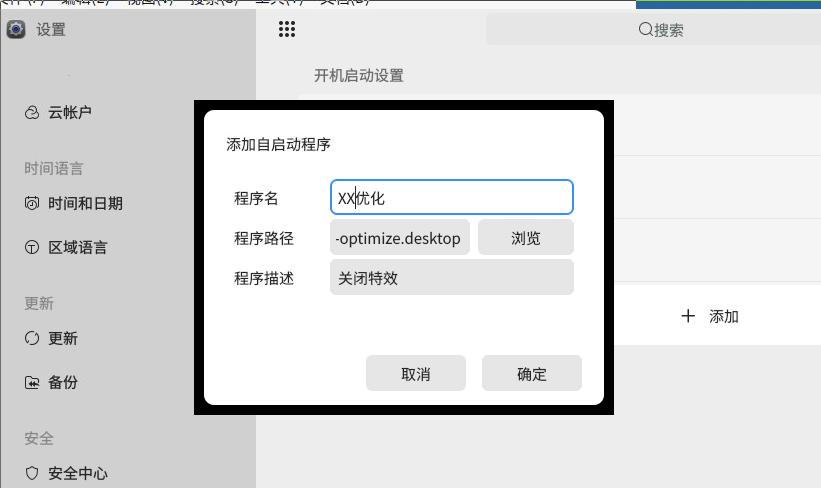 设置
搜索
开机启动设置
云帐户
时间语言
时间和日期
区域语言
更新
更新
备份
安全
安全中心
添加自启动程序
程序名
XX优化
程序路径
-optimize.desktop
浏览
程序描述
关闭特效
取消
确定
添加